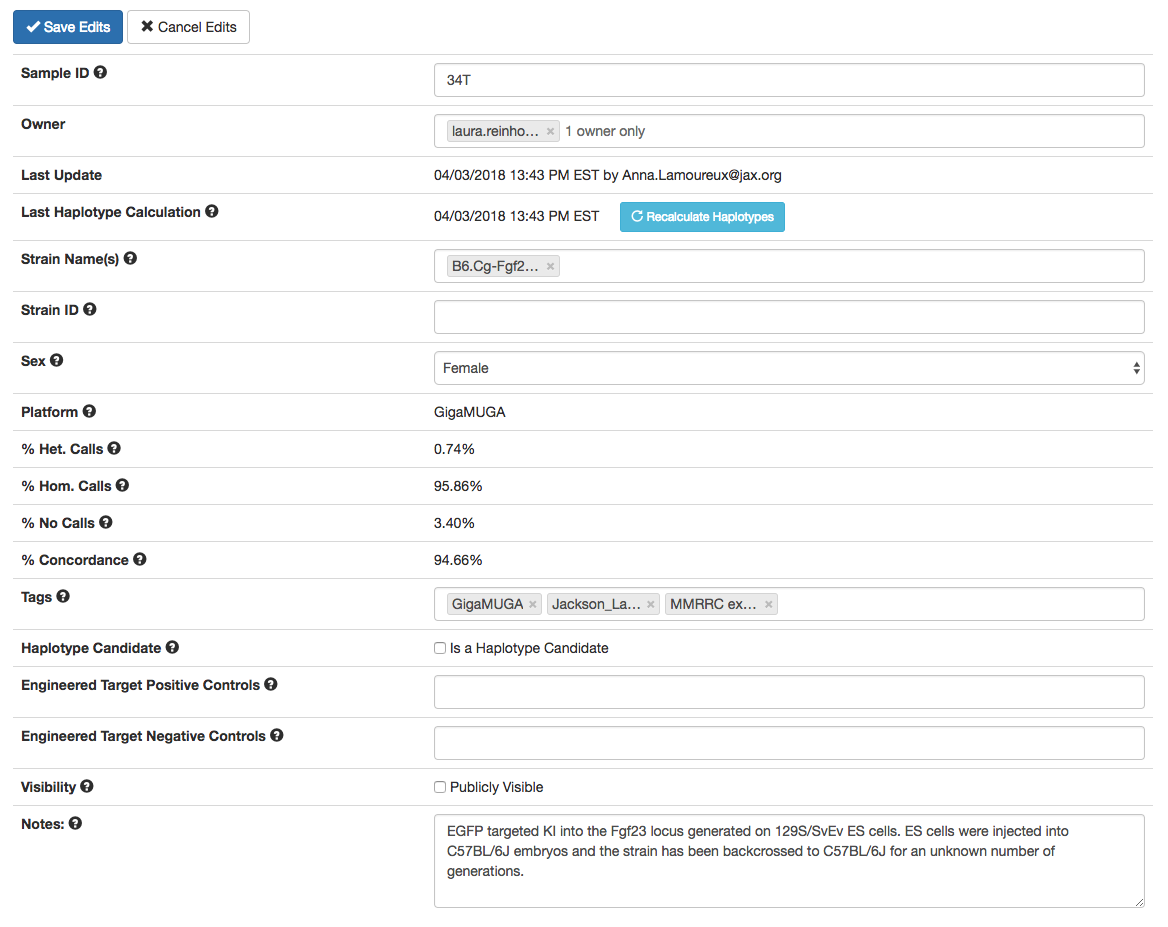 Save Edits Cancel Edits
Sample ID 34T
Owner laura.reinho... × 1 owner only
Last Update 04/03/2018 13:43 PM EST by Anna.Lamoureux@jax.org
Last Haplotype Calculation 04/03/2018 13:43 PM EST Recalculate Haplotypes
Strain Name(s) B6.Cg-Fgf2... ×
Strain ID
Sex Female
Platform GigaMUGA
% Het. Calls 0.74%
% Hom. Calls 95.86%
% No Calls 3.40%
% Concordance 94.66%
Tags GigaMUGA × Jackson_La... × MMRRC ex... ×
Haplotype Candidate Is a Haplotype Candidate
Engineered Target Positive Controls
Engineered Target Negative Controls
Visibility Publicly Visible
Notes: EGFP targeted KI into the Fgf23 locus generated on 129S/SvEv ES cells. ES cells were injected into
C57BL/6J embryos and the strain has been backcrossed to C57BL/6J for an unknown number of
generations.